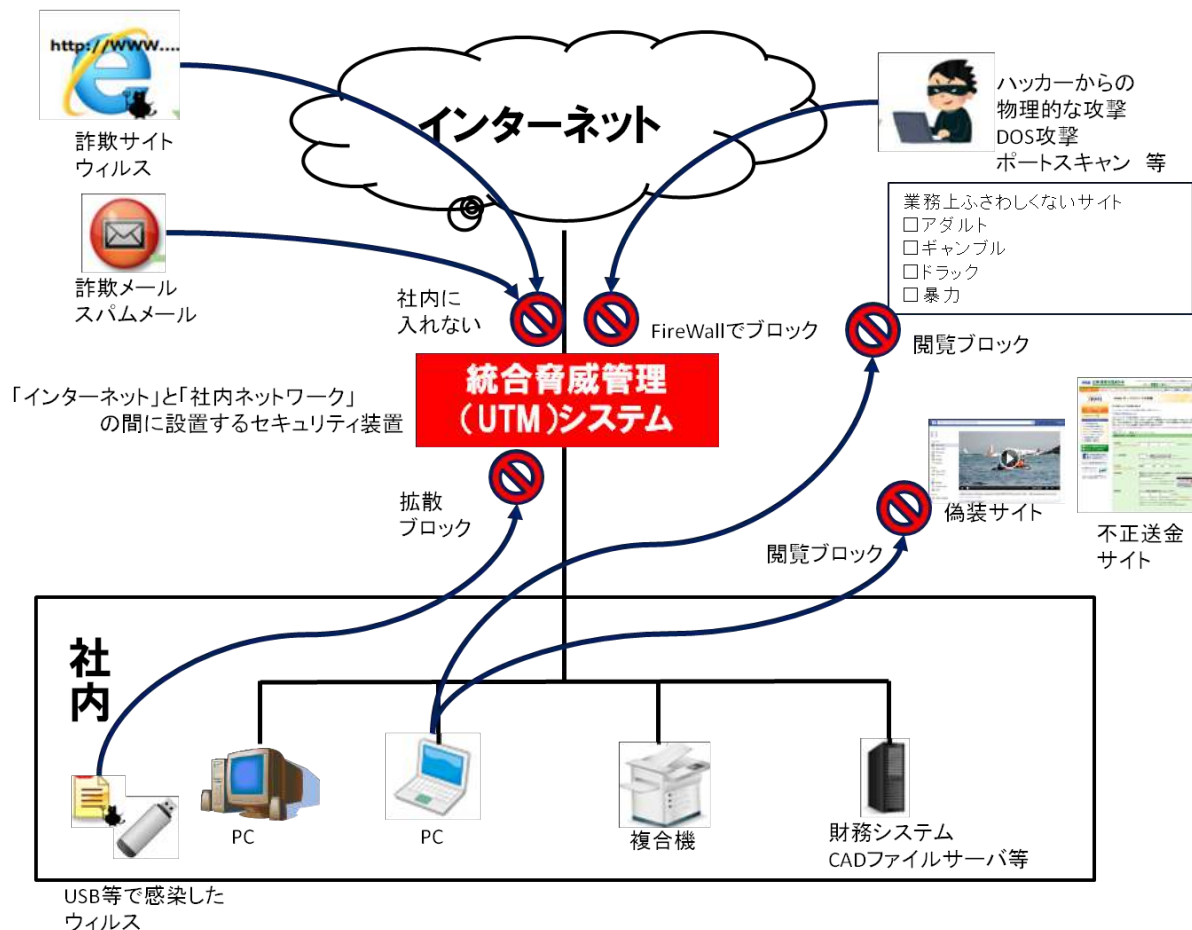 http://WWW....
詐欺サイト
ウィルス
インターネット
ハッカーからの
物理的な攻撃
DOS攻撃
ポートスキャン 等
業務上ふさわしくないサイト
□アダルト
□ギャンブル
□ドラック
□暴力
詐欺メール
スパムメール
社内に
入れない
FireWallでブロック
閲覧ブロック
統合脅威管理
(UTM)システム
「インターネット」と「社内ネットワーク」
の間に設置するセキュリティ装置
拡散
ブロック
偽装サイト
閲覧ブロック
不正送金
サイト
社内
PC
PC
複合機
財務システム
CADファイルサーバ等
USB等で感染した
ウィルス